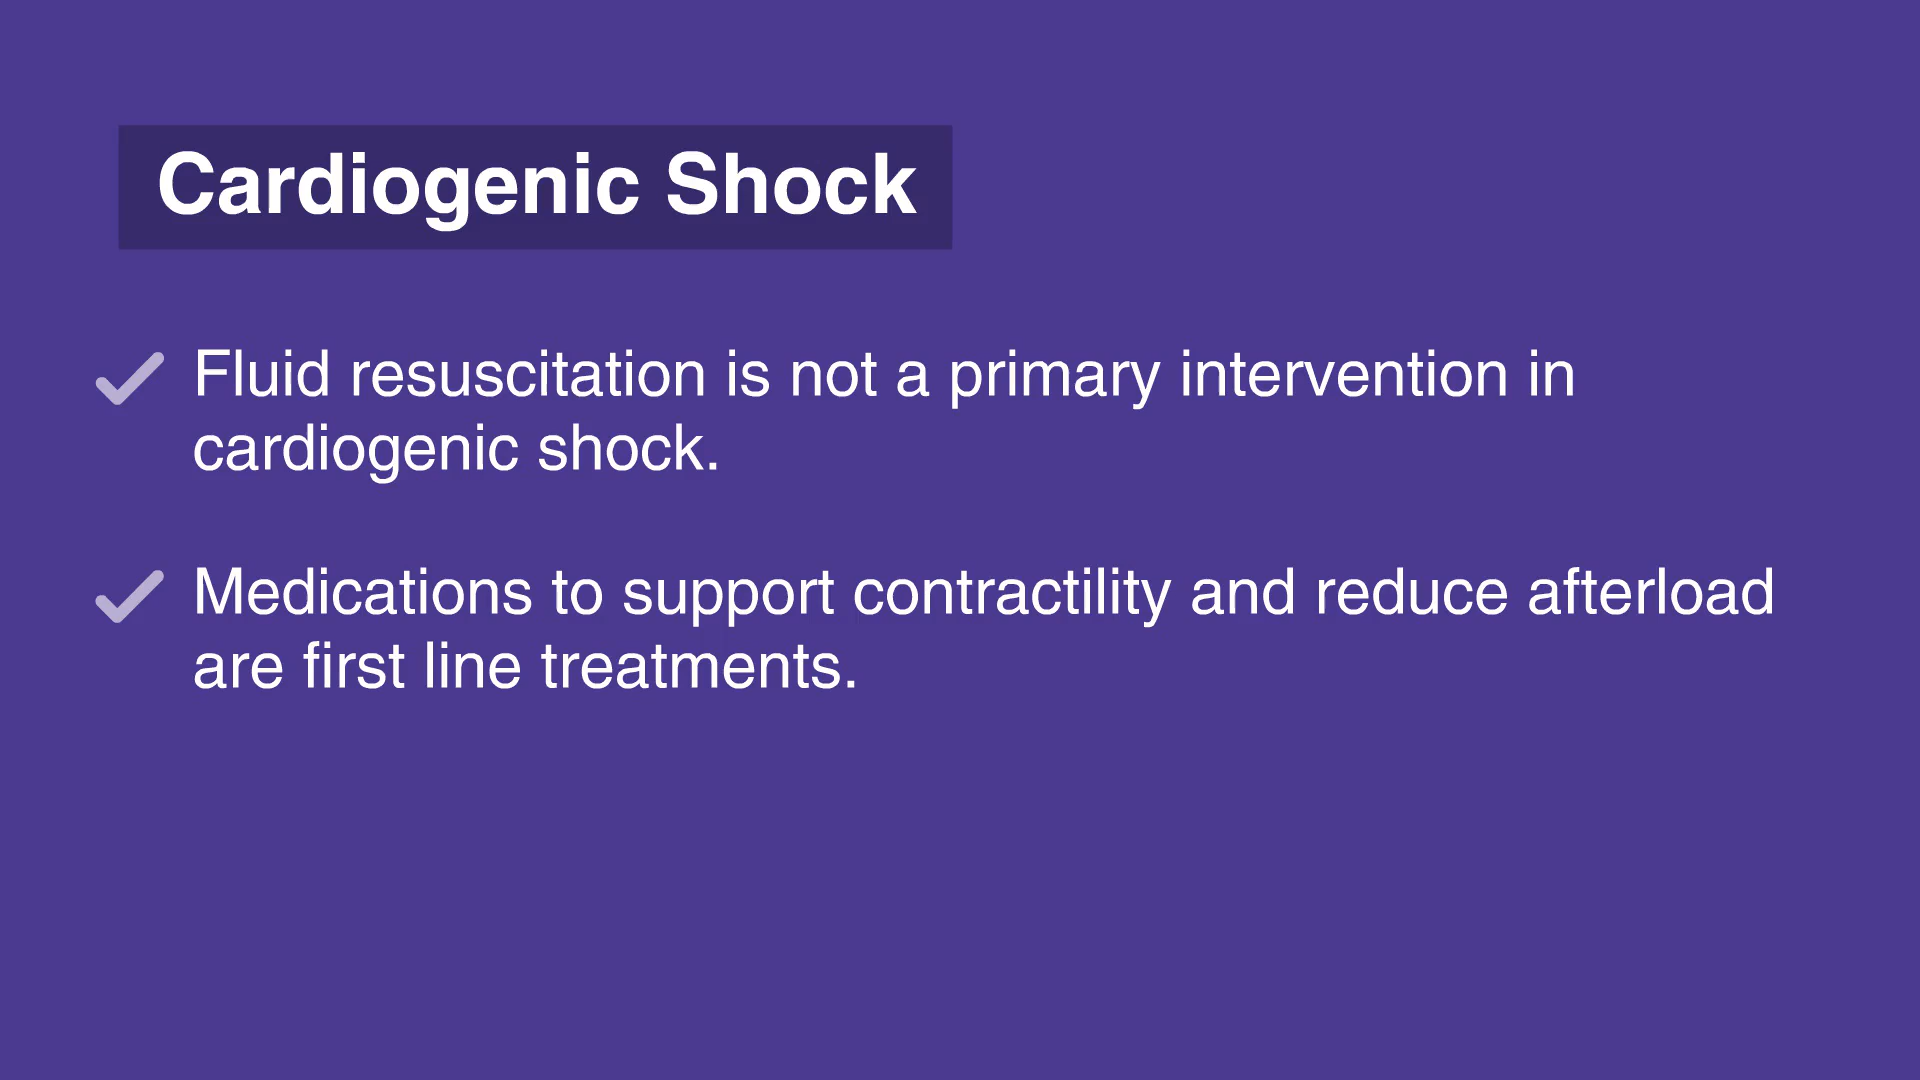 Cardiogenic Shock
Fluid resuscitation is not a primary intervention in
cardiogenic shock.
Medications to support contractility and reduce afterload
are first line treatments.